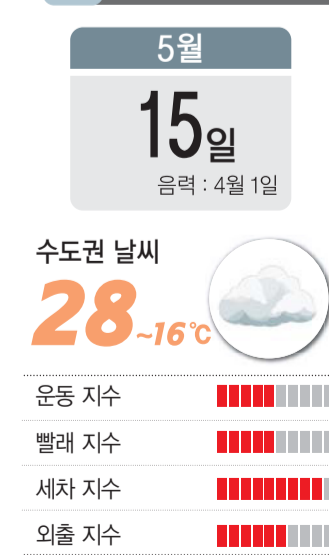 5월
15일
음력 : 4월 1일
수도권 날씨
28~16℃
운동 지수
빨래 지수
세차 지수
외출 지수